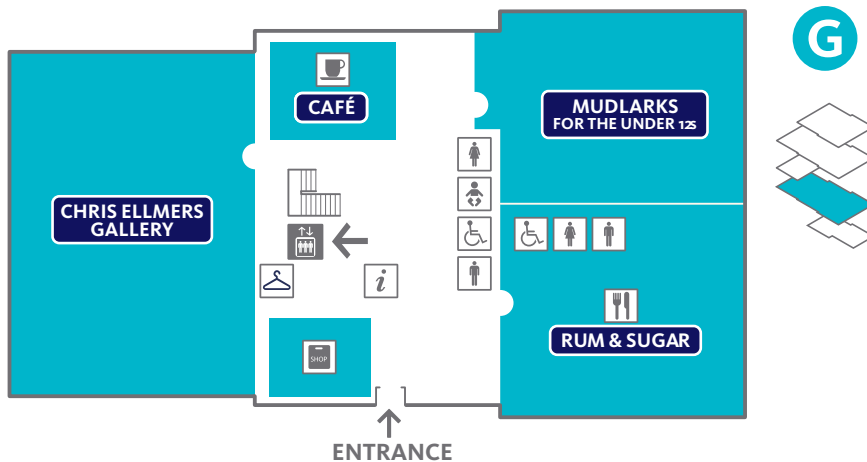 G
CAFÉ
MUDLARKS
FOR THE UNDER 12s
CHRIS ELLMERS
GALLERY
i
SHOP
RUM & SUGAR
ENTRANCE